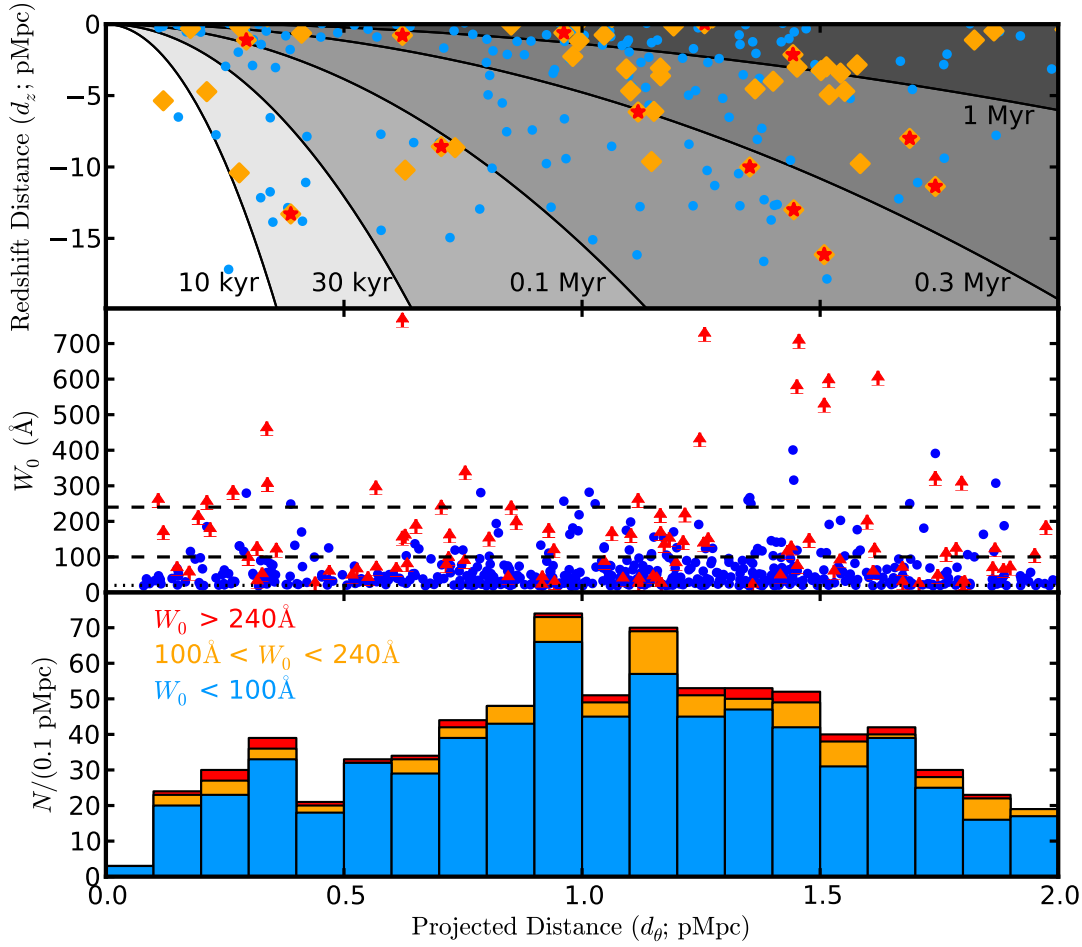 Redshift Distance (d_z; pMpc)
0
−5
−10
−15
10 kyr
30 kyr
0.1 Myr
0.3 Myr
1 Myr
W_0 (Å)
700
600
500
400
300
200
100
0
N/(0.1 pMpc)
70
60
50
40
30
20
10
0
W_0 > 240Å
100Å < W_0 < 240Å
W_0 < 100Å
0.0 0.5 1.0 1.5 2.0
Projected Distance (d_θ; pMpc)